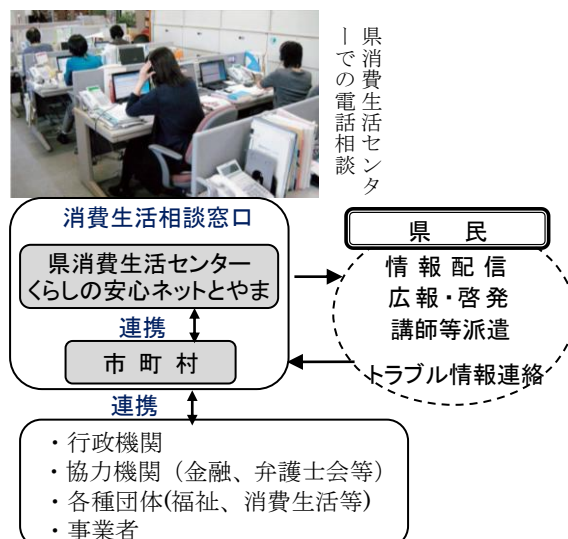 県消費生活センタ
ーでの電話相談
消費生活相談窓口
県消費生活センター
くらしの安心ネットとやま
連携
市町村
県民
情報配信
広報・啓発
講師等派遣
トラブル情報連絡
連携
・行政機関
・協力機関（金融、弁護士会等）
・各種団体(福祉、消費生活等)
・事業者